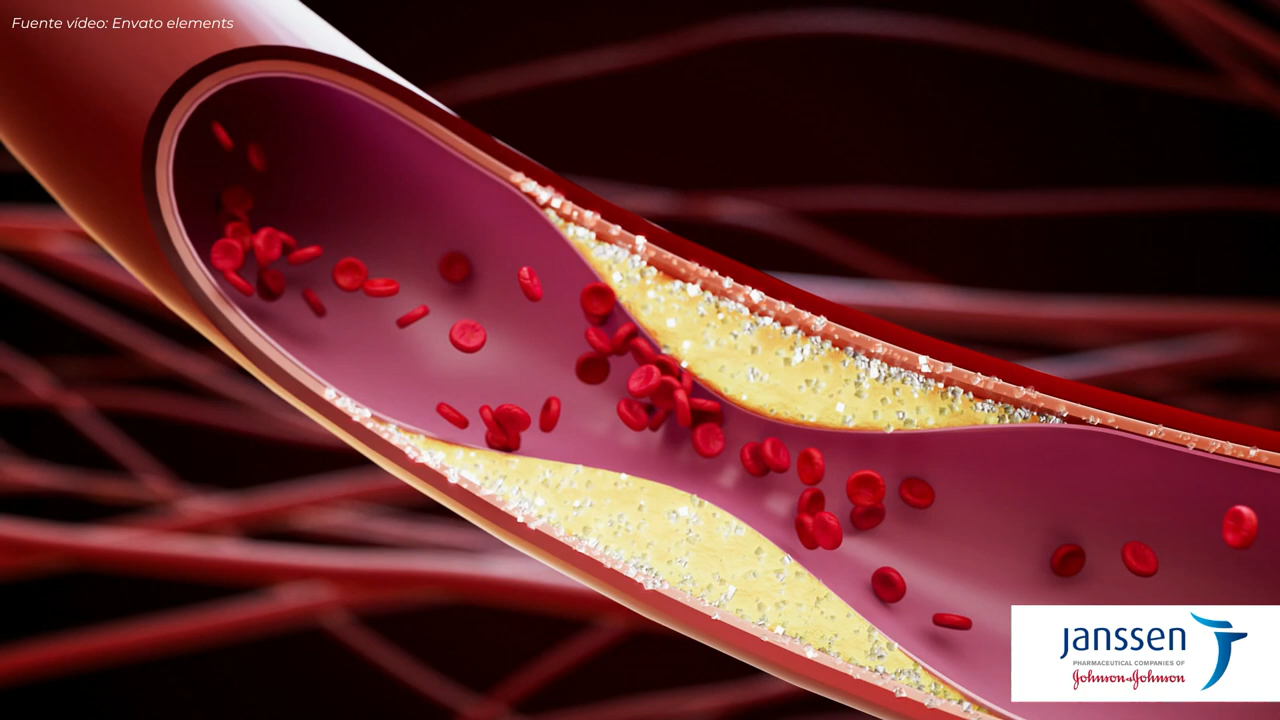 Fuente vídeo: Envato elements
janssen
PHARMACEUTICAL COMPANIES OF
Johnson & Johnson